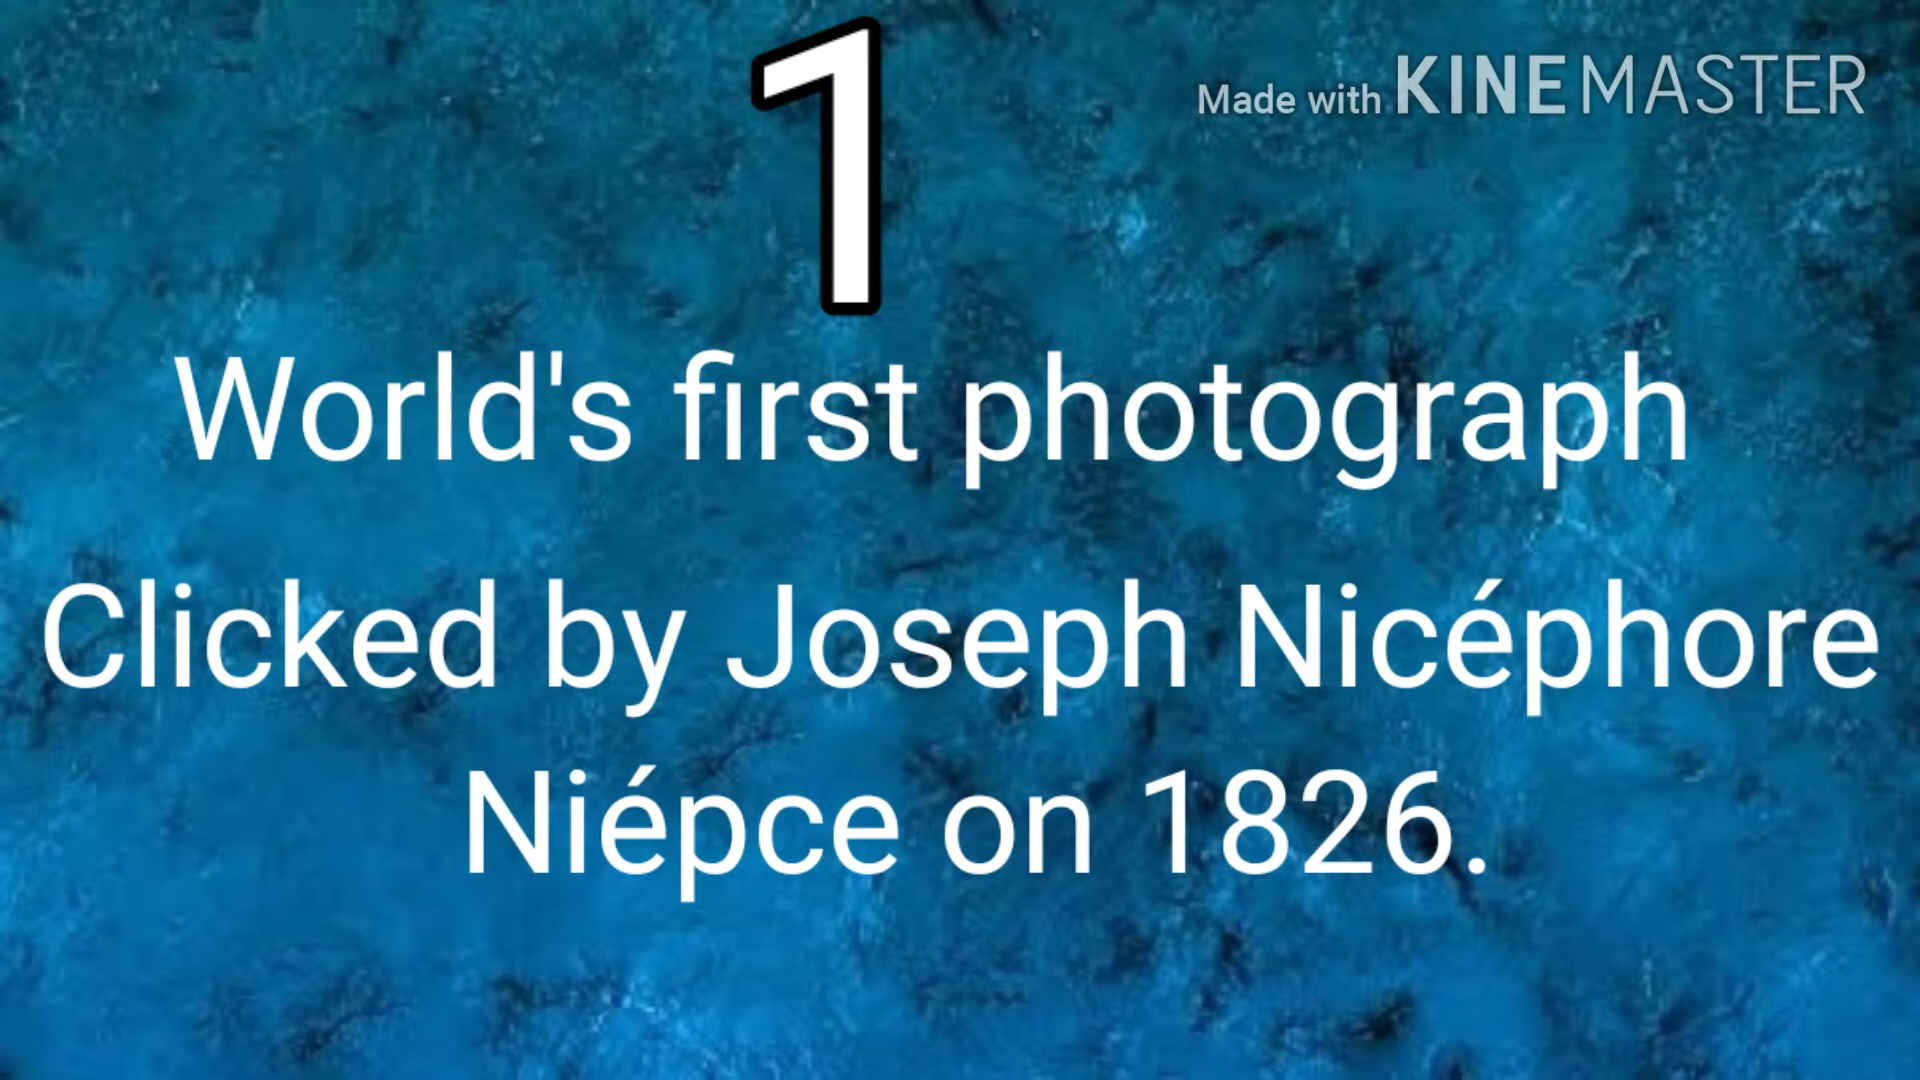 1
Made with KINEMASTER
World's first photograph
Clicked by Joseph Nicéphore
Niépce on 1826.